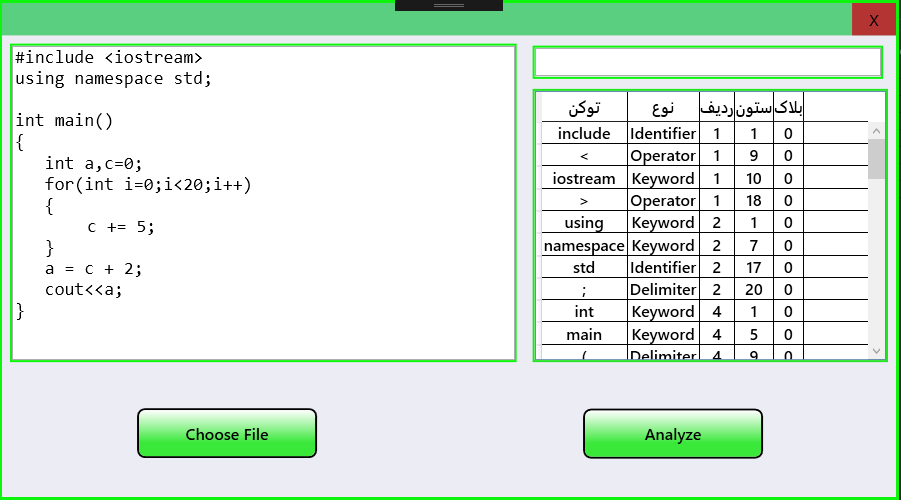 X
#include <iostream>
using namespace std;
int main()
{
int a,c=0;
for(int i=0;i<20;i++)
{
c += 5;
}
a = c + 2;
cout<<a;
}
توکن نوع ردیف ستون بلاک
include Identifier 1 1 0
< Operator 1 9 0
iostream Keyword 1 10 0
> Operator 1 18 0
using Keyword 2 1 0
namespace Keyword 2 7 0
std Identifier 2 17 0
; Delimiter 2 20 0
int Keyword 4 1 0
main Keyword 4 5 0
( Delimiter 4 9 0
Choose File
Analyze